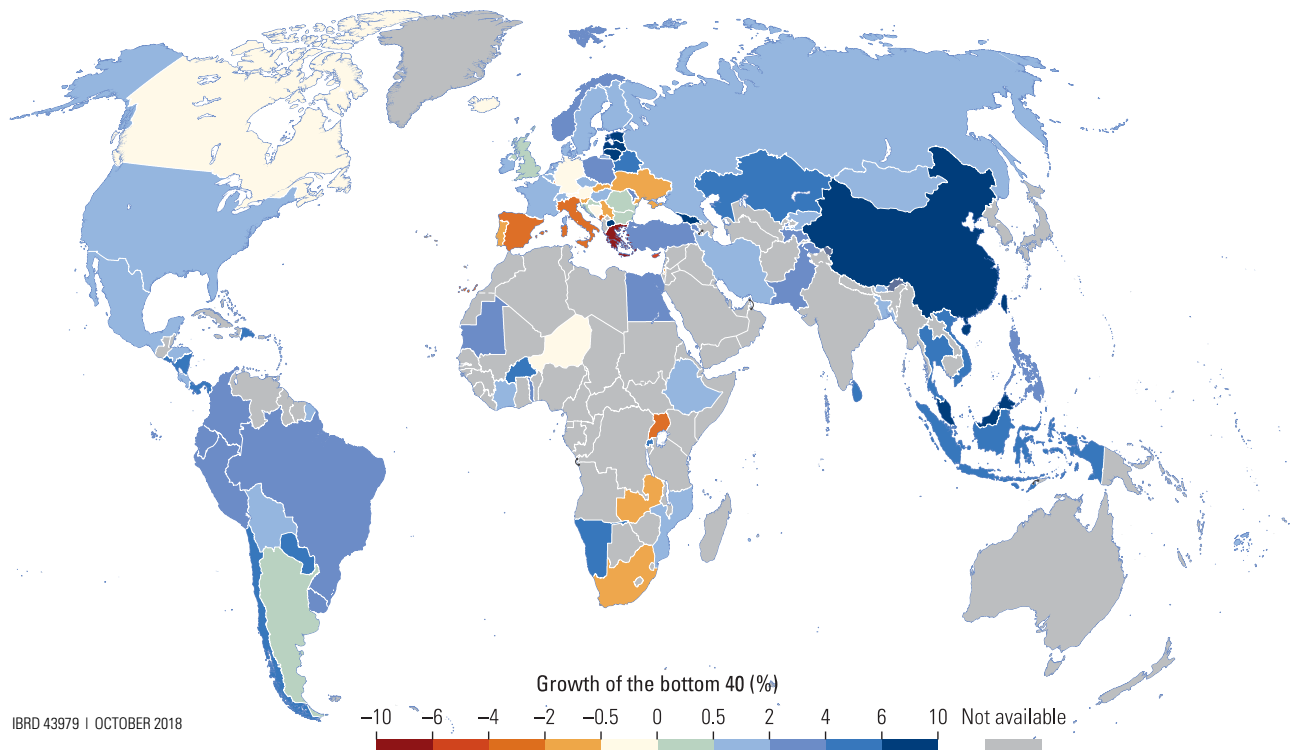 Growth of the bottom 40 (%)
IBRD 43979 | OCTOBER 2018
−10 −6 −4 −2 −0.5 0 0.5 2 4 6 10 Not available